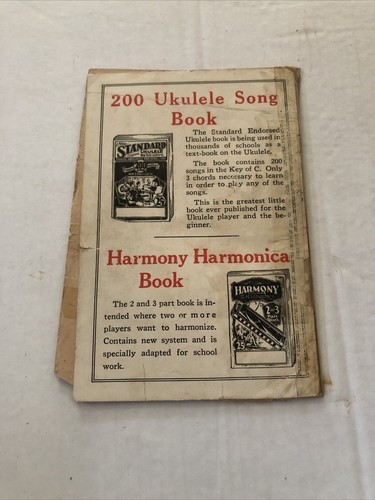 200 Ukulele Song
Book
STANDARD
UKULELE
The Standard Endorsed
Ukulele book is being used in
thousands of schools as a
text-book on the Ukulele.
The book contains 200
songs in the Key of C. Only
3 chords necessary to learn
in order to play any of the
songs.
This is the greatest little
book ever published for the
Ukulele player and the be-
ginner.
Harmony Harmonica
Book
The 2 and 3 part book is in-
tended where two or more
players want to harmonize.
Contains new system and is
specially adapted for school
work.
HARMONY
2 and 3
25